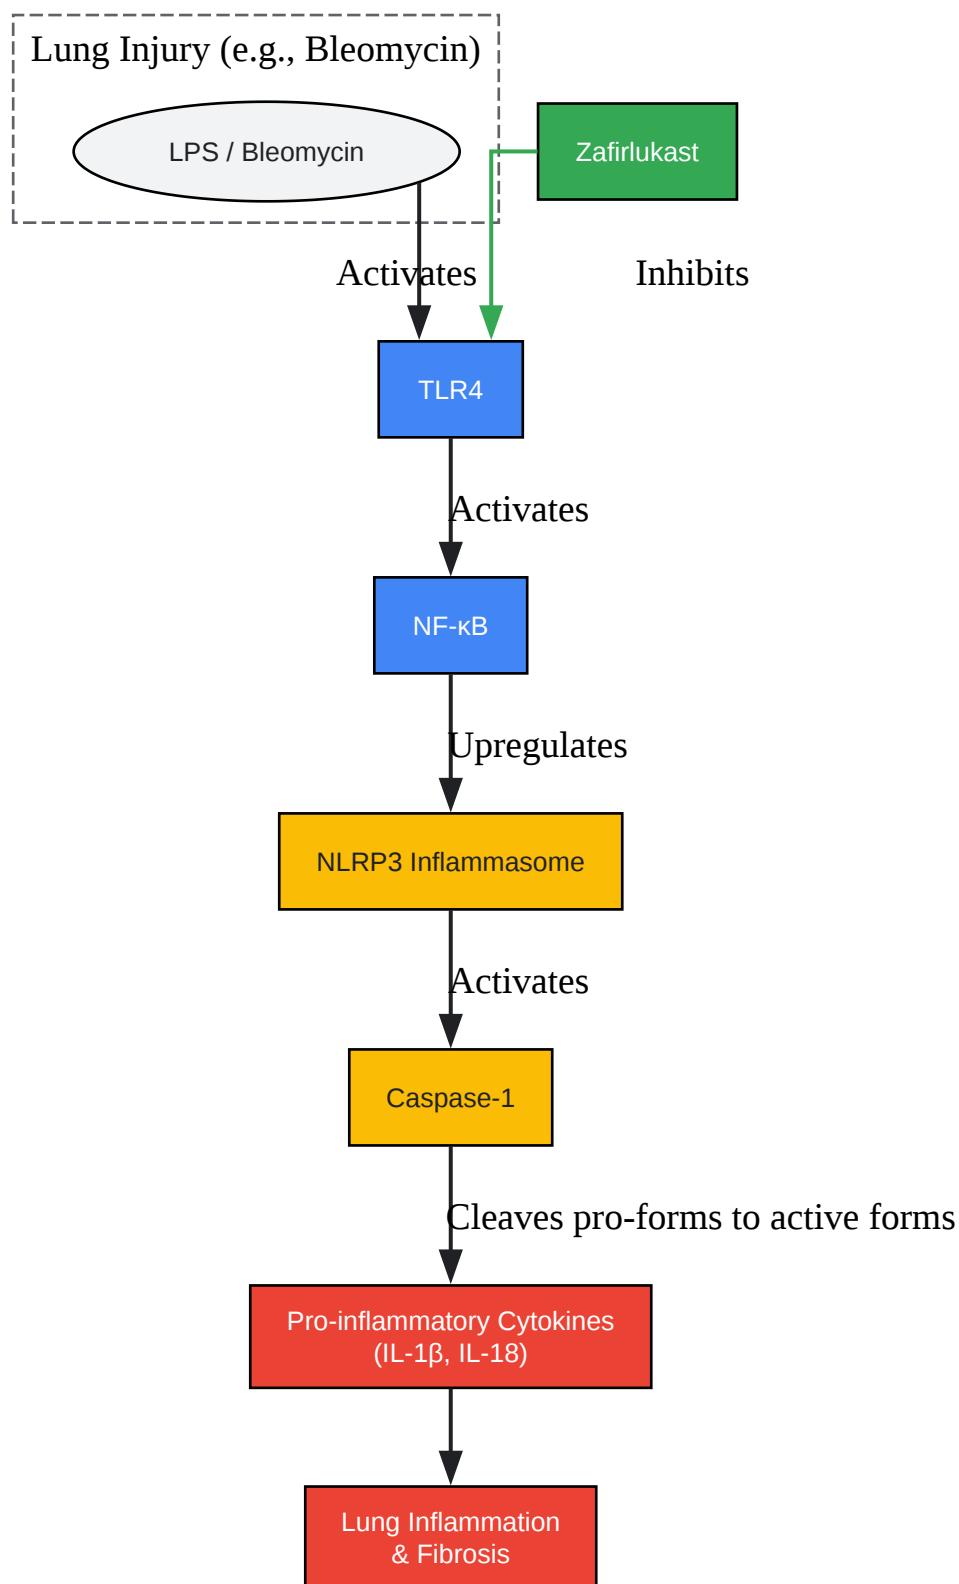 Lung Injury (e.g., Bleomycin)
LPS / Bleomycin
Zafirlukast
Activates
Inhibits
TLR4
Activates
NF-κB
Upregulates
NLRP3 Inflammasome
Activates
Caspase-1
Cleaves pro-forms to active forms
Pro-inflammatory Cytokines
(IL-1β, IL-18)
Lung Inflammation
& Fibrosis